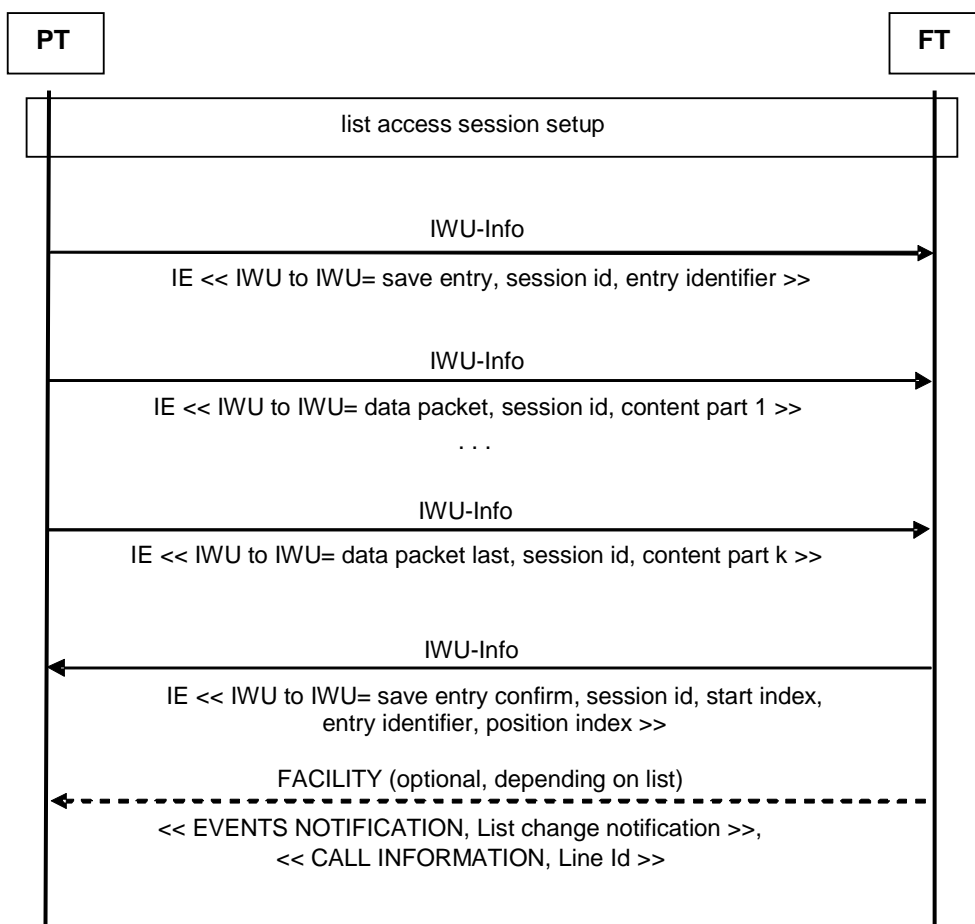 PT
FT
list access session setup
IWU-Info
IE << IWU to IWU= save entry, session id, entry identifier >>
IWU-Info
IE << IWU to IWU= data packet, session id, content part 1 >>
. . .
IWU-Info
IE << IWU to IWU= data packet last, session id, content part k >>
IWU-Info
IE << IWU to IWU= save entry confirm, session id, start index,
entry identifier, position index >>
FACILITY (optional, depending on list)
<< EVENTS NOTIFICATION, List change notification >>,
<< CALL INFORMATION, Line Id >>